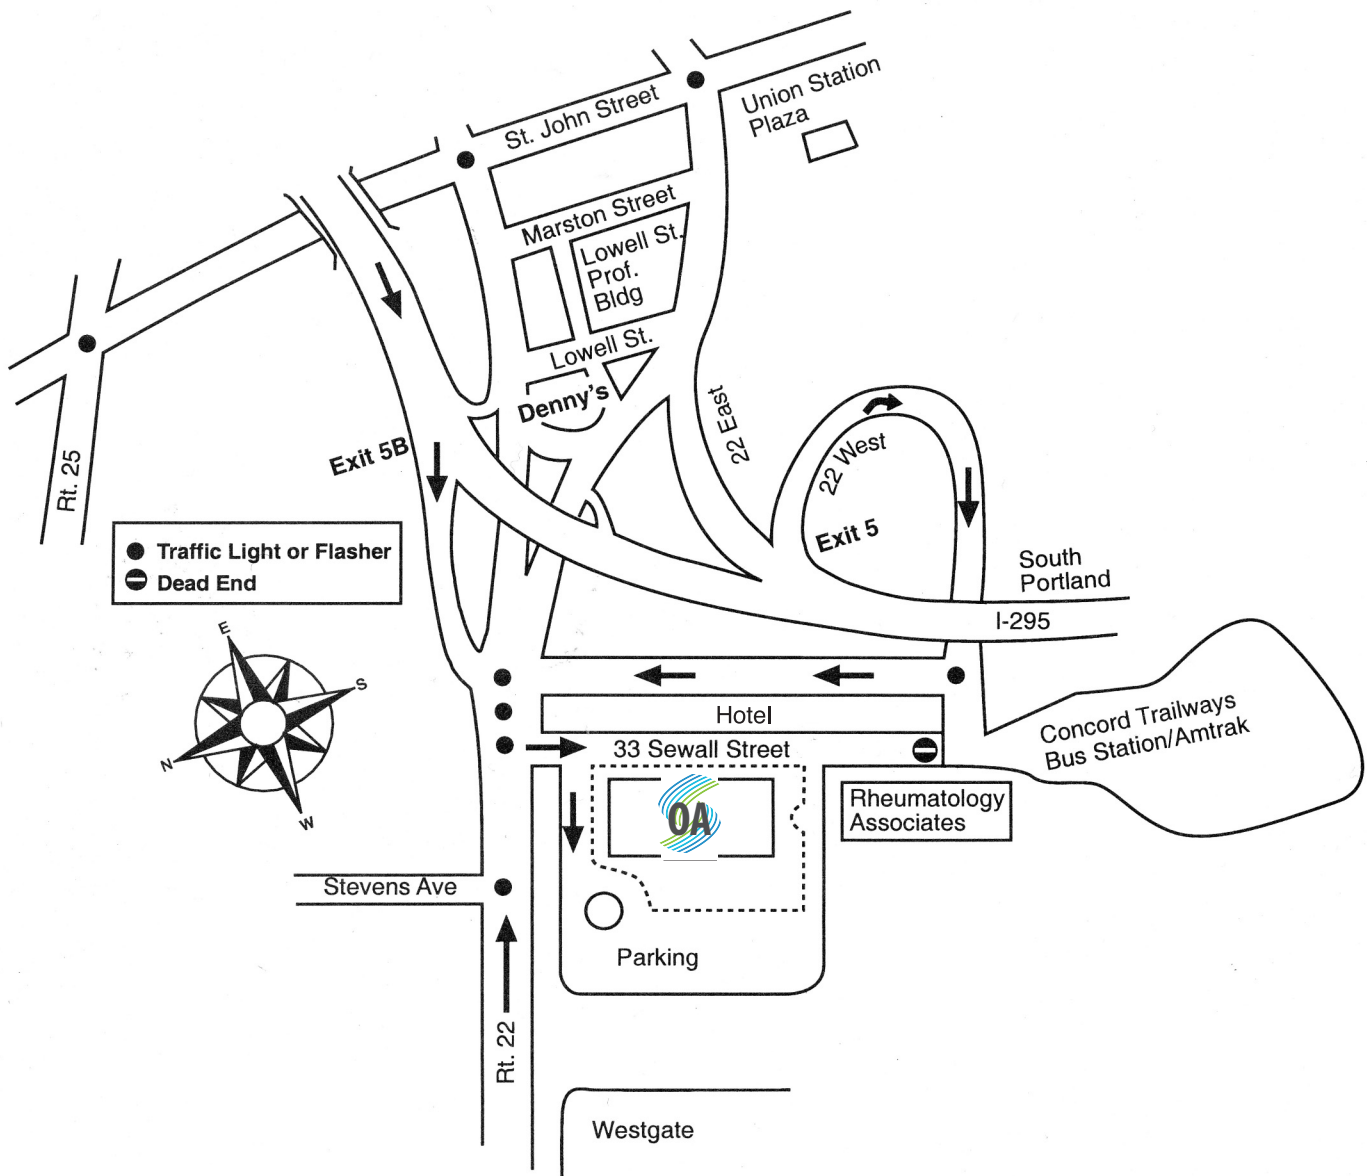 St. John Street
Union Station
Plaza
Marston Street
Lowell St.
Prof.
Bldg
Lowell St.
Denny's
22 East
22 West
Exit 5
Exit 5B
Rt. 25
Traffic Light or Flasher
Dead End
South
Portland
I-295
E
S
N
W
Hotel
33 Sewall Street
Concord Trailways
Bus Station/Amtrak
OA
Rheumatology
Associates
Stevens Ave
Parking
Rt. 22
Westgate